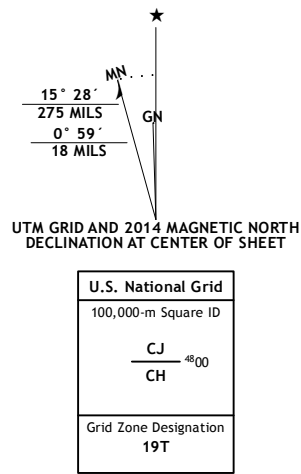 ★
MN
15° 28´
275 MILS
GN
0° 59´
18 MILS
UTM GRID AND 2014 MAGNETIC NORTH
DECLINATION AT CENTER OF SHEET
U.S. National Grid
100,000-m Square ID
CJ
⁴⁸00
CH
Grid Zone Designation
19T